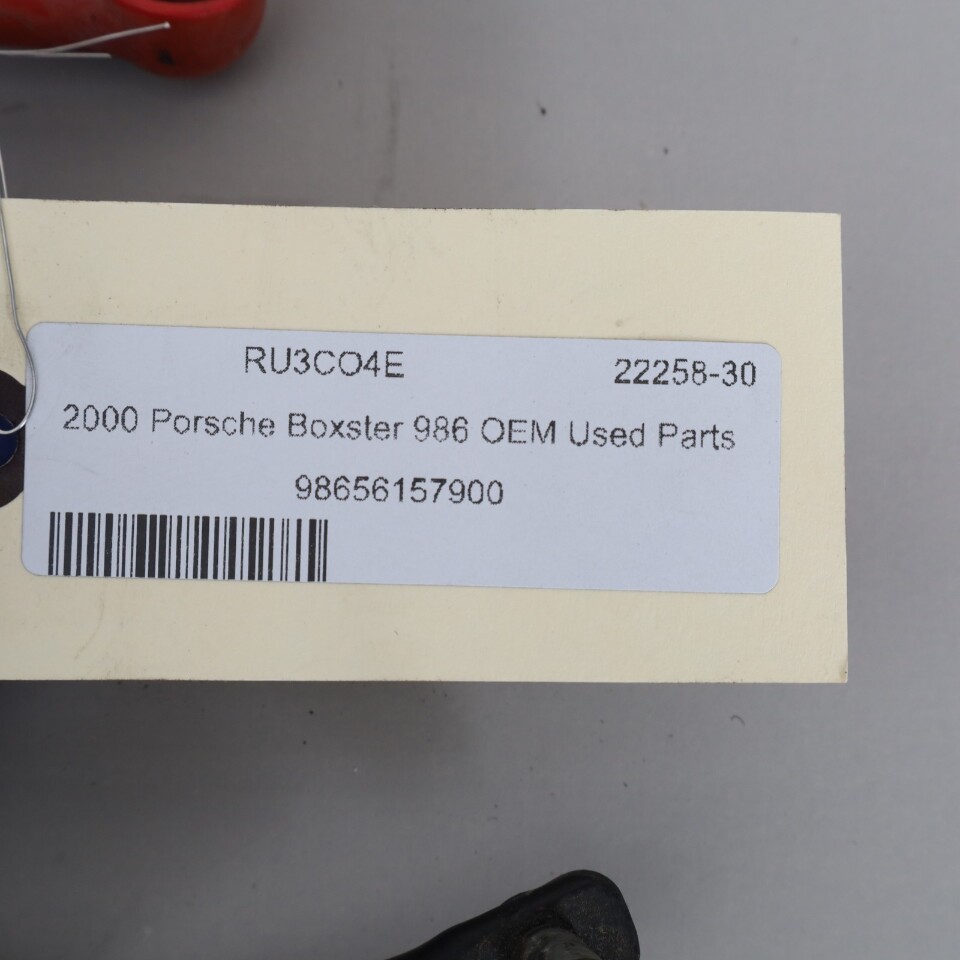 RU3CO4E 22258-30
2000 Porsche Boxster 986 OEM Used Parts
98656157900